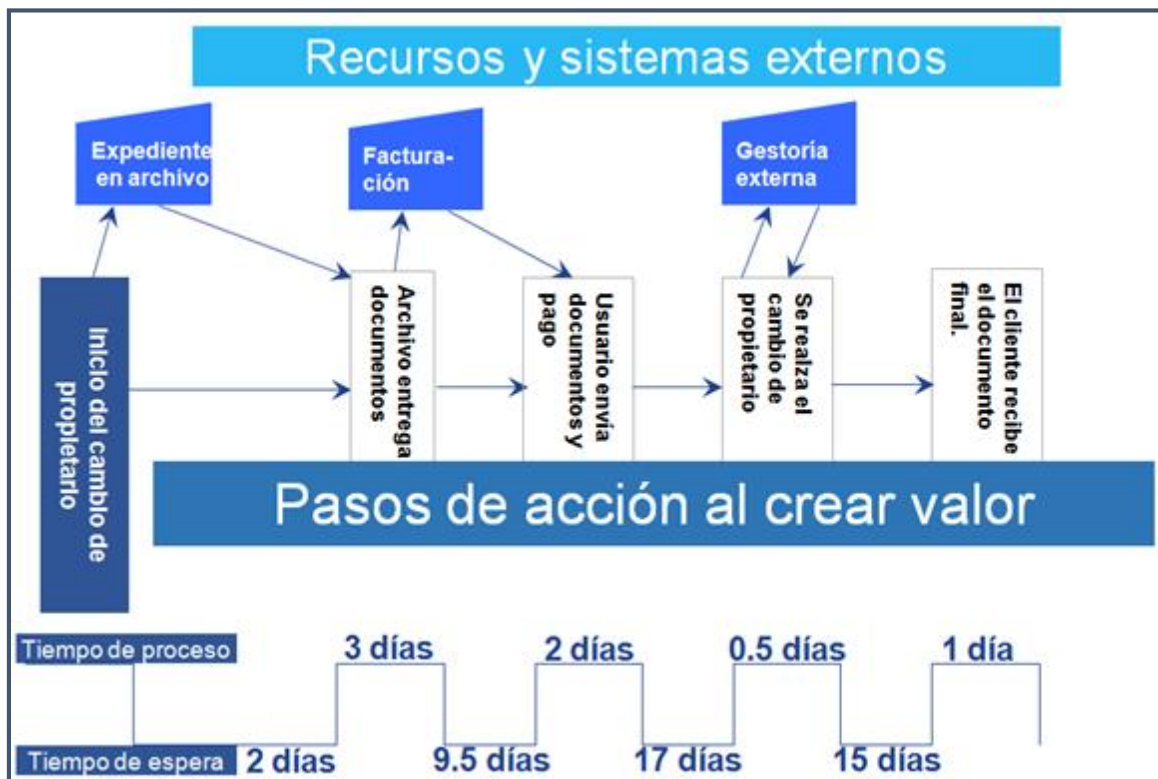 Recursos y sistemas externos
Expediente
en archivo
Factura-
ción
Gestoría
externa
Inicio del cambio de
propietario
Archivo entrega
documentos
Usuario envía
documentos y
pago
Se realza el
cambio de
propietario
El cliente recibe
el documento
final.
Pasos de acción al crear valor
Tiempo de proceso
3 días
2 días
0.5 días
1 día
Tiempo de espera
2 días
9.5 días
17 días
15 días